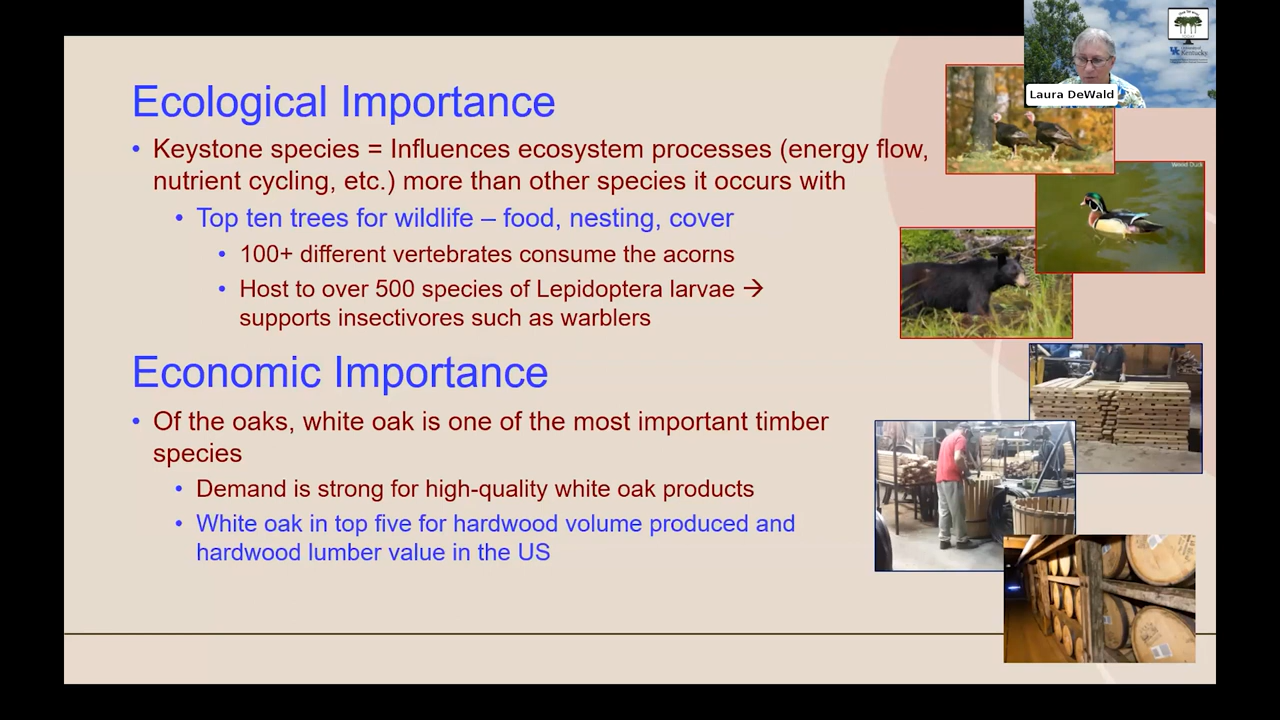 Ecological Importance
• Keystone species = Influences ecosystem processes (energy flow,
nutrient cycling, etc.) more than other species it occurs with
• Top ten trees for wildlife – food, nesting, cover
• 100+ different vertebrates consume the acorns
• Host to over 500 species of Lepidoptera larvae →
supports insectivores such as warblers
Economic Importance
• Of the oaks, white oak is one of the most important timber
species
• Demand is strong for high-quality white oak products
• White oak in top five for hardwood volume produced and
hardwood lumber value in the US
Laura DeWald
Wood Duck
Kentucky